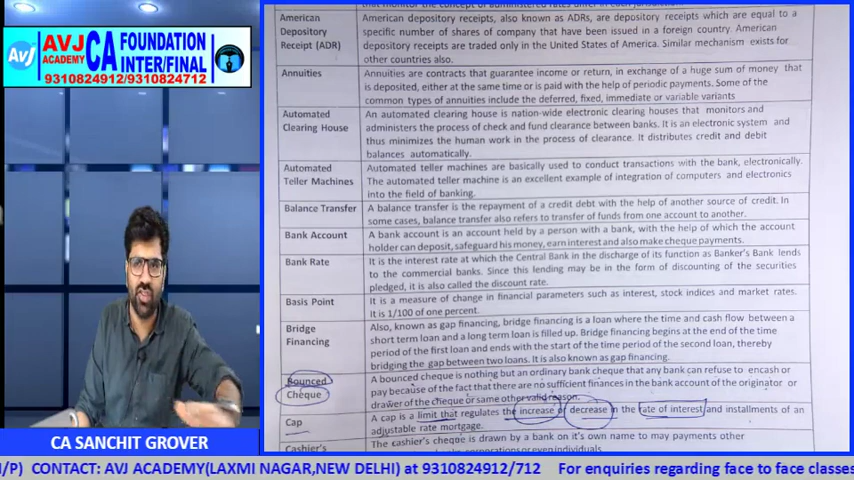 AVJ
AVJ
ACADEMY
CA
FOUNDATION
INTER/FINAL
9310824912/9310824712
that monitor the concept of administered rates differ in each
American
Depository
Receipt (ADR)
American depository receipts, also known as ADRs, are depository receipts which are equal to a
specific number of shares of company that have been issued in a foreign country. American
depository receipts are traded only in the United States of America. Similar mechanism exists for
other countries also.
Annuities
Annuities are contracts that guarantee income or return, in exchange of a huge sum of money that
is deposited, either at the same time or is paid with the help of periodic payments. Some of the
common types of annuities include the deferred, fixed, immediate or variable variants
Automated
Clearing House
An automated clearing house is nation-wide electronic clearing houses that monitors and
administers the process of check and fund clearance between banks. It is an electronic system and
thus minimizes the human work in the process of clearance. It distributes credit and debit
balances automatically.
Automated
Teller Machines
Automated teller machines are basically used to conduct transactions with the bank, electronically.
The automated teller machine is an excellent example of integration of computers and electronics
into the field of banking.
Balance Transfer
A balance transfer is the repayment of a credit debt with the help of another source of credit. In
some cases, balance transfer also refers to transfer of funds from one account to another.
Bank Account
A bank account is an account held by a person with a bank, with the help of which the account
holder can deposit, safeguard his money, earn interest and also make cheque payments.
Bank Rate
It is the interest rate at which the Central Bank in the discharge of its function as Banker's Bank lends
to the commercial banks. Since this lending may be in the form of discounting of the securities
pledged, it is also called the discount rate.
Basis Point
It is a measure of change in financial parameters such as interest, stock indices and market rates.
It is 1/100 of one percent.
Bridge
Financing
Also, known as gap financing, bridge financing is a loan where the time and cash flow between a
short term loan and a long term loan is filled up. Bridge financing begins at the end of the time
period of the first loan and ends with the start of the time period of the second loan, thereby
bridging the gap between two loans. It is also known as gap financing.
Bounced
Cheque
A bounced cheque is nothing but an ordinary bank cheque that any bank can refuse to encash or
pay because of the fact that there are no sufficient finances in the bank account of the originator or
drawer of the cheque or same other valid reason.
Cap
A cap is a limit that regulates the increase or decrease in the rate of interest and installments of an
adjustable rate mortgage.
Cashier's
The cashier's cheque is drawn by a bank on it's own name to may payments other
corporations or even individuals.
CA SANCHIT GROVER
I/P) CONTACT: AVJ ACADEMY(LAXMI NAGAR,NEW DELHI) at 9310824912/712 For enquiries regarding face to face classes